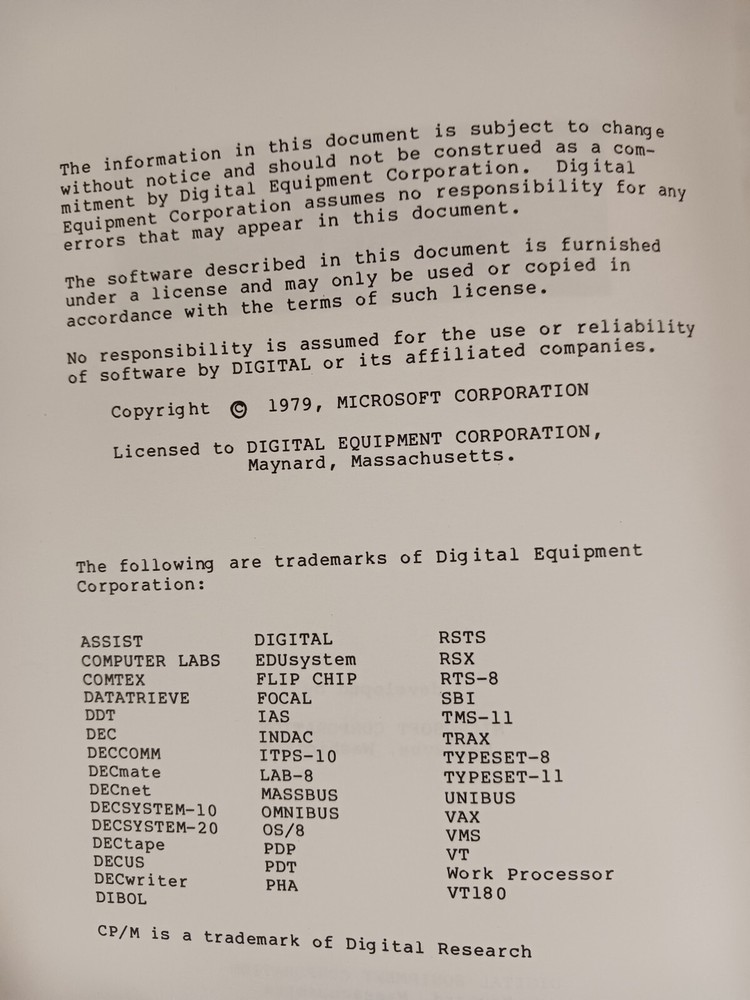 The information in this document is subject to change
without notice and should not be construed as a com-
mitment by Digital Equipment Corporation. Digital
Equipment Corporation assumes no responsibility for any
errors that may appear in this document.
The software described in this document is furnished
under a license and may only be used or copied in
accordance with the terms of such license.
No responsibility is assumed for the use or reliability
of software by DIGITAL or its affiliated companies.
Copyright © 1979, MICROSOFT CORPORATION
Licensed to DIGITAL EQUIPMENT CORPORATION,
Maynard, Massachusetts.
The following are trademarks of Digital Equipment
Corporation:
ASSIST DIGITAL RSTS
COMPUTER LABS EDUsystem RSX
COMTEX FLIP CHIP RTS-8
DATATRIEVE FOCAL SBI
DDT IAS TMS-11
DEC INDAC TRAX
DECCOMM ITPS-10 TYPESET-8
DECmate LAB-8 TYPESET-11
DECnet MASSBUS UNIBUS
DECSYSTEM-10 OMNIBUS VAX
DECSYSTEM-20 OS/8 VMS
DECtape PDP VT
DECUS PDT Work Processor
DECwriter PHA VT180
DIBOL
CP/M is a trademark of Digital Research